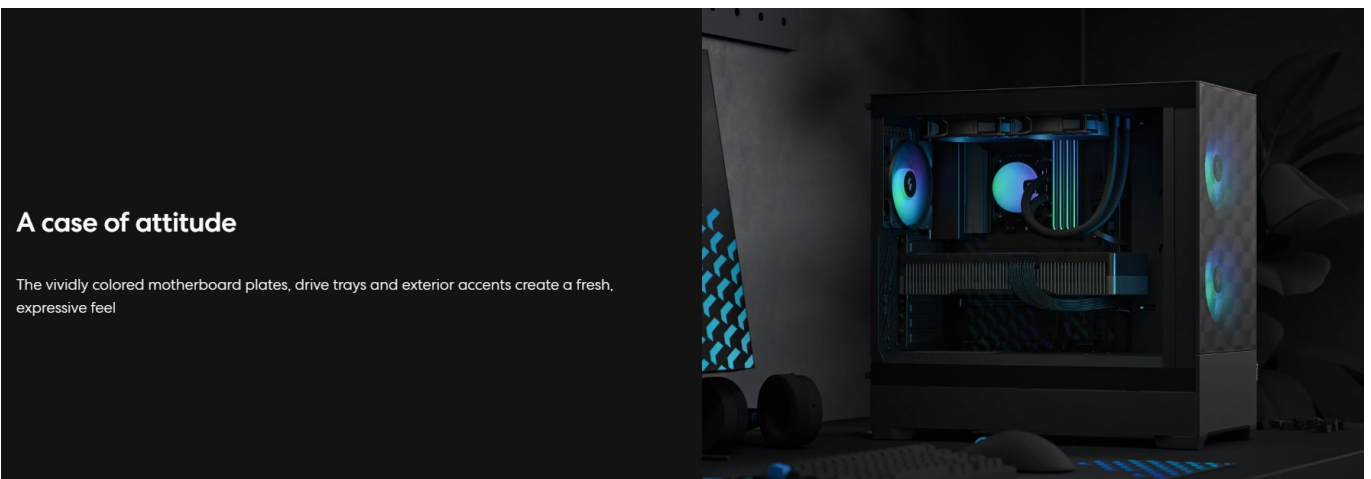 A case of attitude
The vividly colored motherboard plates, drive trays and exterior accents create a fresh,
expressive feel